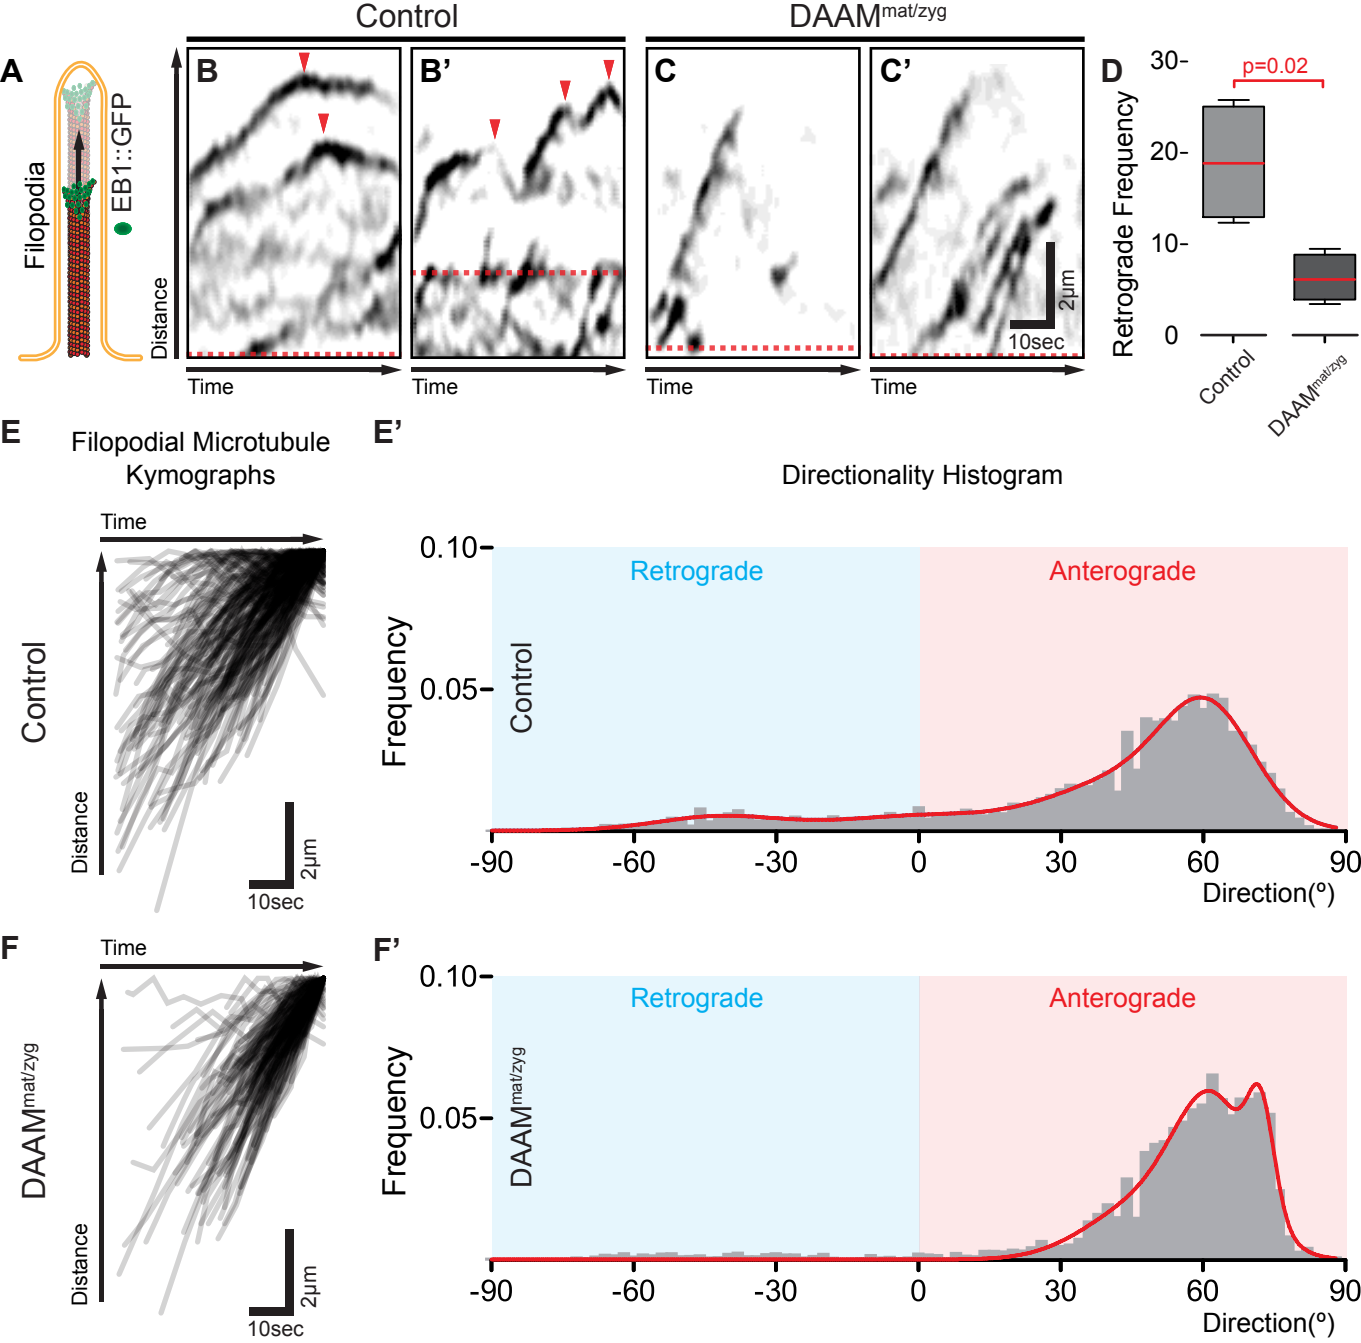 Control
DAAMmat/zyg
A
Filopodia
EB1::GFP
Distance
B
Time
B’
Time
C
Time
C’
2μm
10sec
Time
D
Retrograde Frequency
30
20
10
0
p=0.02
Control
DAAMmat/zyg
E
Filopodial Microtubule
Kymographs
Time
Control
Distance
2μm
10sec
E’
Directionality Histogram
Frequency
0.10
0.05
Retrograde
Anterograde
Control
-90 -60 -30 0 30 60 90
Direction(º)
F
Time
DAAMmat/zyg
Distance
2μm
10sec
F’
Frequency
0.10
0.05
Retrograde
Anterograde
DAAMmat/zyg
-90 -60 -30 0 30 60 90
Direction(º)